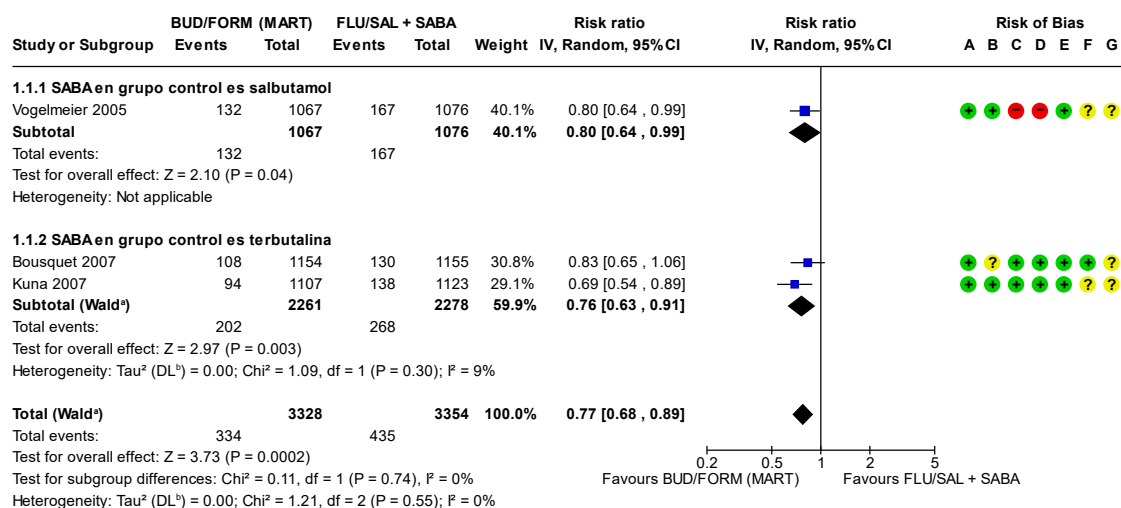 BUD/FORM (MART) FLU/SAL + SABA Risk ratio Risk ratio Risk of Bias
Study or Subgroup Events Total Events Total Weight IV, Random, 95% CI IV, Random, 95% CI A B C D E F G
1.1.1 SABA en grupo control es salbutamol
Vogelmeier 2005 132 1067 167 1076 40.1% 0.80 [0.64 , 0.99] + + − − + ? ?
Subtotal 1067 1076 40.1% 0.80 [0.64 , 0.99]
Total events: 132 167
Test for overall effect: Z = 2.10 (P = 0.04)
Heterogeneity: Not applicable
1.1.2 SABA en grupo control es terbutalina
Bousquet 2007 108 1154 130 1155 30.8% 0.83 [0.65 , 1.06] + ? + + + + ?
Kuna 2007 94 1107 138 1123 29.1% 0.69 [0.54 , 0.89] + + + + + ? ?
Subtotal (Waldᵃ) 2261 2278 59.9% 0.76 [0.63 , 0.91]
Total events: 202 268
Test for overall effect: Z = 2.97 (P = 0.003)
Heterogeneity: Tau² (DLᵇ) = 0.00; Chi² = 1.09, df = 1 (P = 0.30); I² = 9%
Total (Waldᵃ) 3328 3354 100.0% 0.77 [0.68 , 0.89]
Total events: 334 435
Test for overall effect: Z = 3.73 (P = 0.0002)
0.2 0.5 1 2 5
Test for subgroup differences: Chi² = 0.11, df = 1 (P = 0.74), I² = 0% Favours BUD/FORM (MART) Favours FLU/SAL + SABA
Heterogeneity: Tau² (DLᵇ) = 0.00; Chi² = 1.21, df = 2 (P = 0.55); I² = 0%